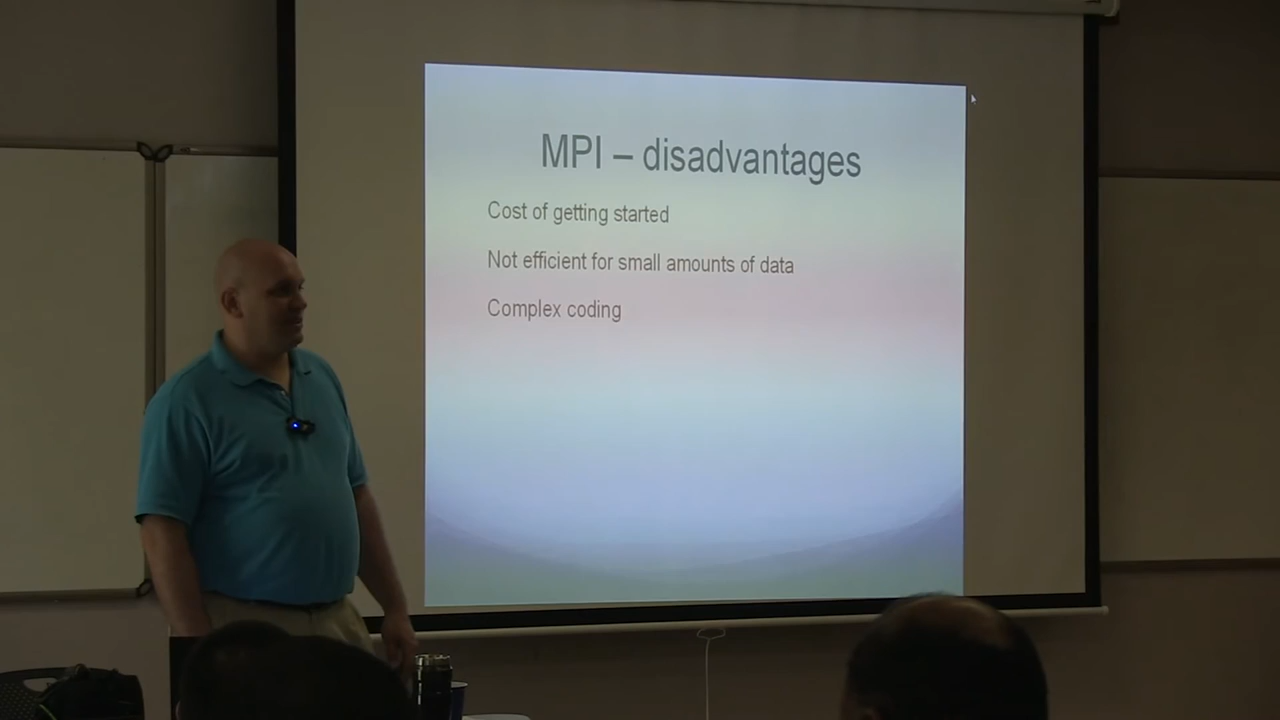 MPI – disadvantages
Cost of getting started
Not efficient for small amounts of data
Complex coding